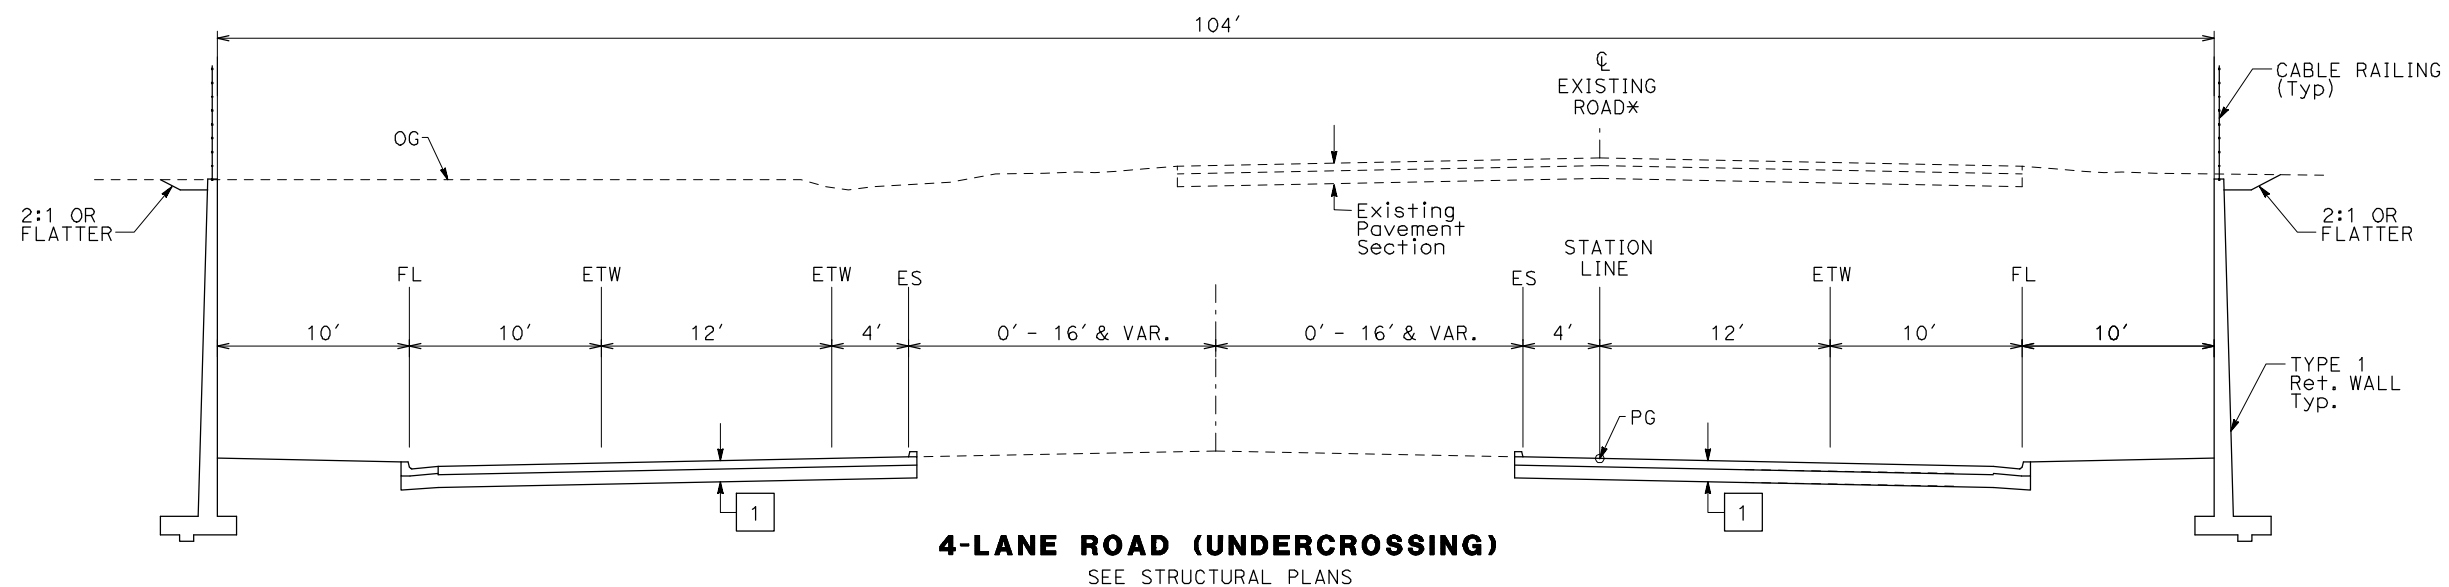 104'
℄
EXISTING
ROAD*
CABLE RAILING
(Typ)
OG
2:1 OR
FLATTER
Existing
Pavement
Section
2:1 OR
FLATTER
STATION
LINE
FL
ETW
ETW
ES
ES
ETW
FL
10'
10'
12'
4'
0' - 16' & VAR.
0' - 16' & VAR.
4'
12'
10'
10'
TYPE 1
Ret. WALL
Typ.
PG
1
1
4-LANE ROAD (UNDERCROSSING)
SEE STRUCTURAL PLANS